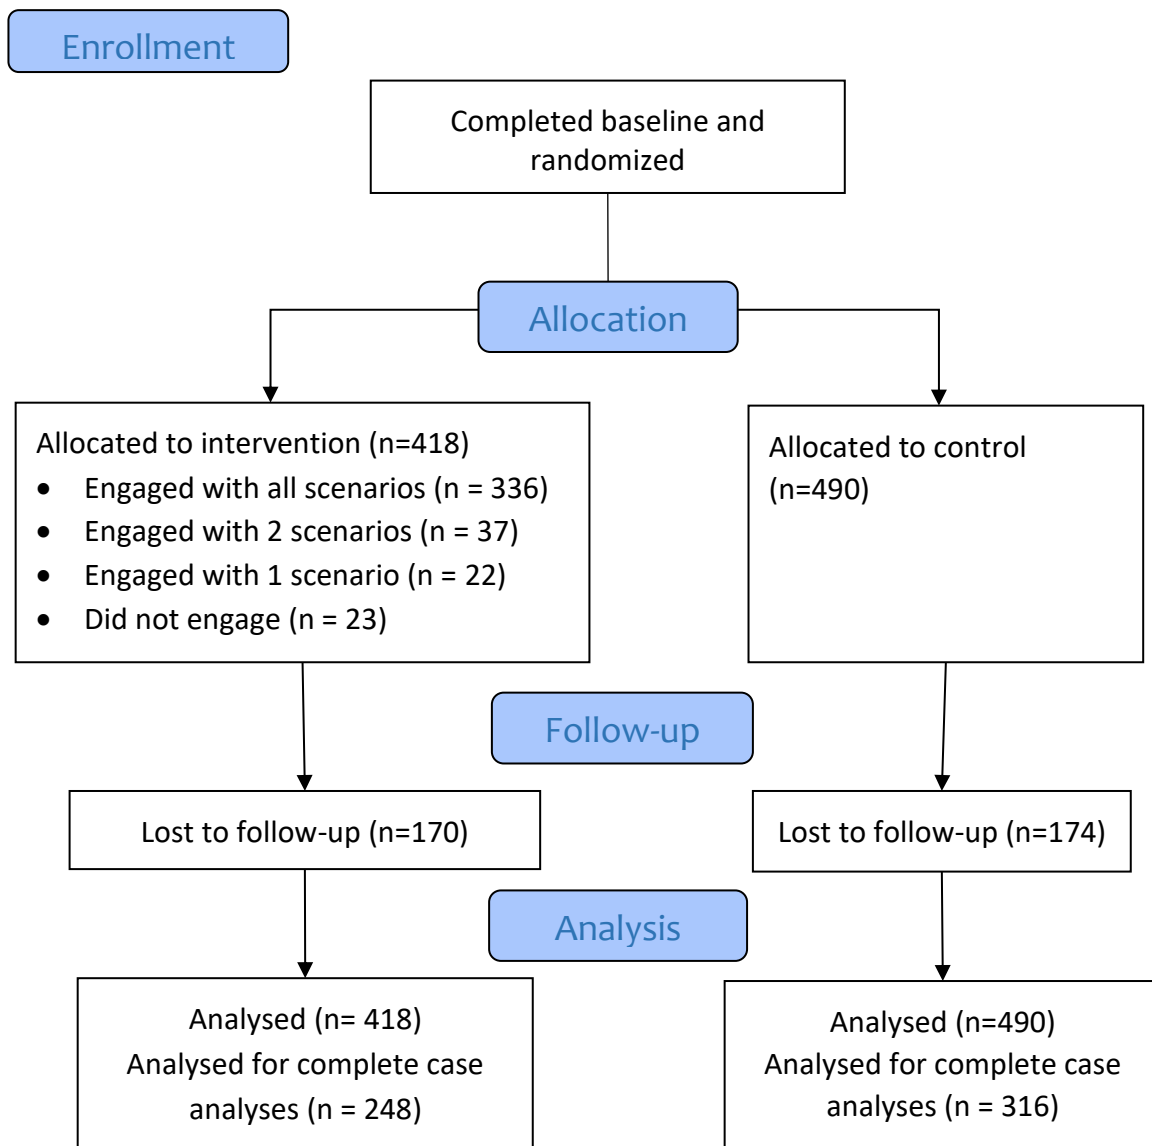 Enrollment
Completed baseline and
randomized
Allocation
Allocated to intervention (n=418)
• Engaged with all scenarios (n = 336)
• Engaged with 2 scenarios (n = 37)
• Engaged with 1 scenario (n = 22)
• Did not engage (n = 23)
Allocated to control
(n=490)
Follow-up
Lost to follow-up (n=170)
Lost to follow-up (n=174)
Analysis
Analysed (n= 418)
Analysed for complete case
analyses (n = 248)
Analysed (n=490)
Analysed for complete case
analyses (n = 316)